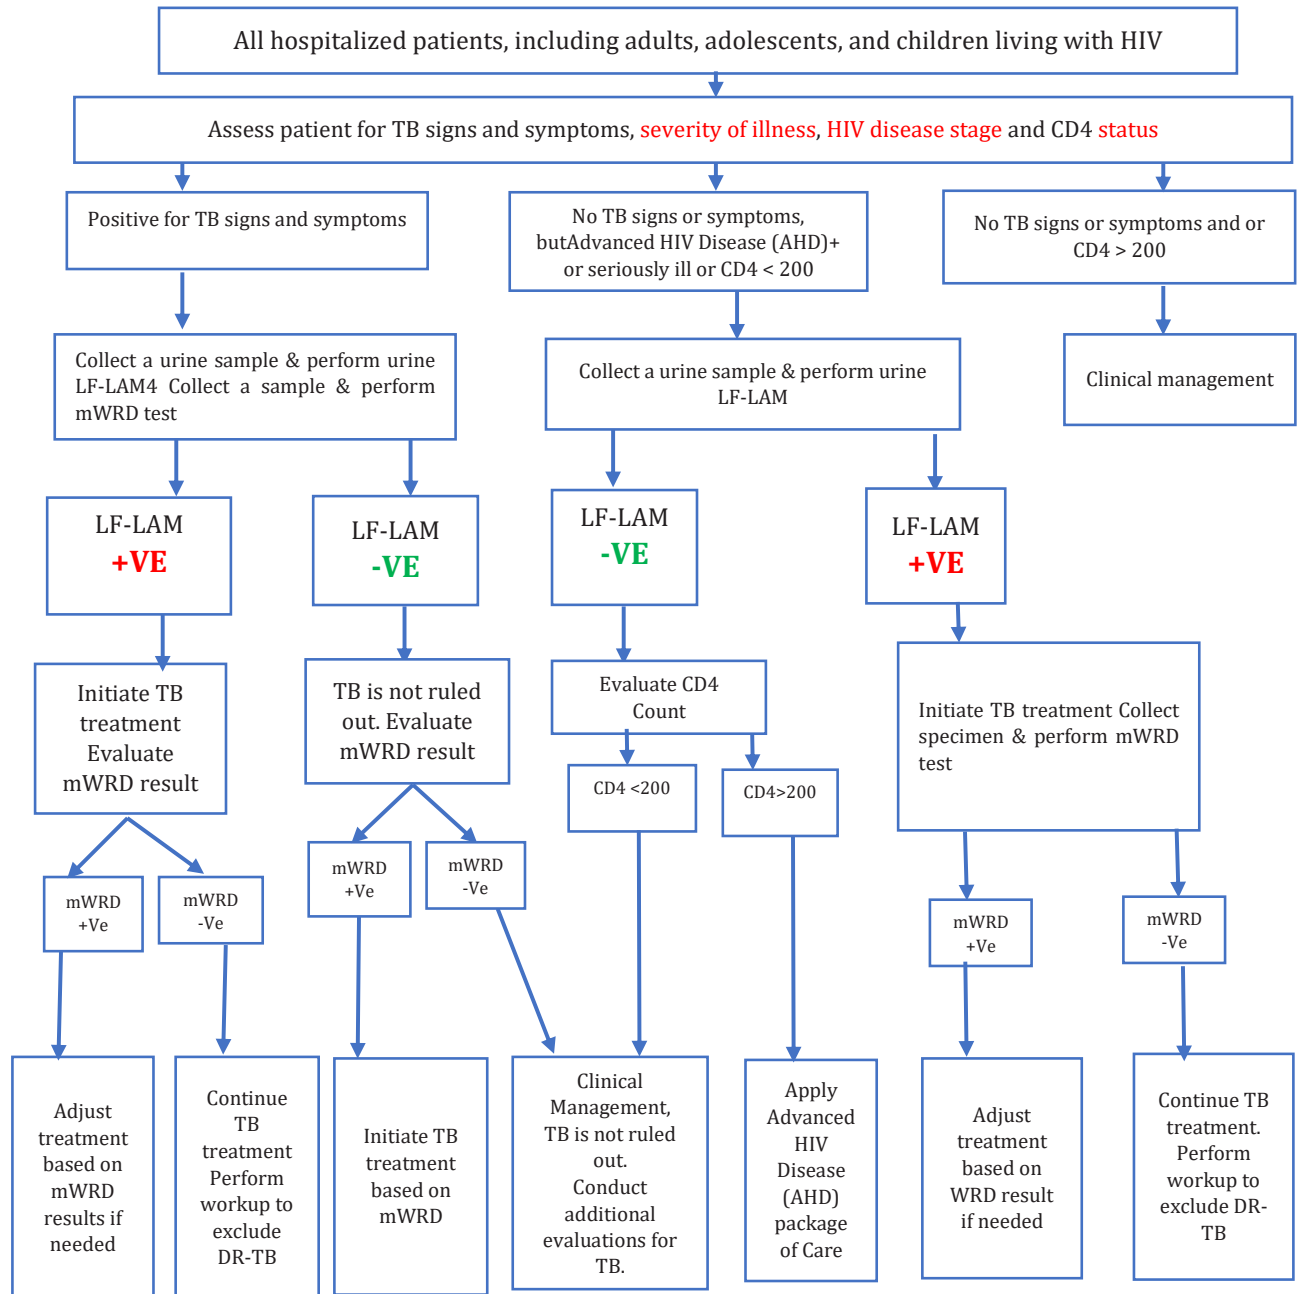 All hospitalized patients, including adults, adolescents, and children living with HIV
Assess patient for TB signs and symptoms, severity of illness, HIV disease stage and CD4 status
Positive for TB signs and symptoms
No TB signs or symptoms,
butAdvanced HIV Disease (AHD)+
or seriously ill or CD4 < 200
No TB signs or symptoms and or
CD4 > 200
Collect a urine sample & perform urine
LF-LAM4 Collect a sample & perform
mWRD test
Collect a urine sample & perform urine
LF-LAM
Clinical management
LF-LAM
+VE
LF-LAM
-VE
LF-LAM
-VE
LF-LAM
+VE
Initiate TB
treatment
Evaluate
mWRD result
TB is not ruled
out. Evaluate
mWRD result
Evaluate CD4
Count
Initiate TB treatment Collect
specimen & perform mWRD
test
CD4 <200
CD4>200
mWRD
+Ve
mWRD
-Ve
mWRD
+Ve
mWRD
-Ve
mWRD
+Ve
mWRD
-Ve
Adjust
treatment
based on
mWRD
results if
needed
Continue
TB
treatment
Perform
workup to
exclude
DR-TB
Initiate TB
treatment
based on
mWRD
Clinical
Management,
TB is not ruled
out.
Conduct
additional
evaluations for
TB.
Apply
Advanced
HIV
Disease
(AHD)
package
of Care
Adjust
treatment
based on
WRD result
if needed
Continue TB
treatment.
Perform
workup to
exclude DR-
TB